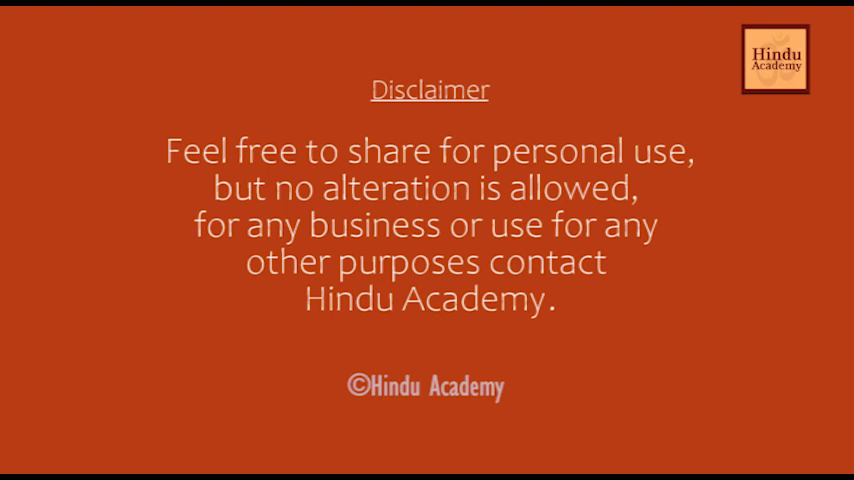 Hindu
Academy
Disclaimer
Feel free to share for personal use,
but no alteration is allowed,
for any business or use for any
other purposes contact
Hindu Academy.
©Hindu Academy